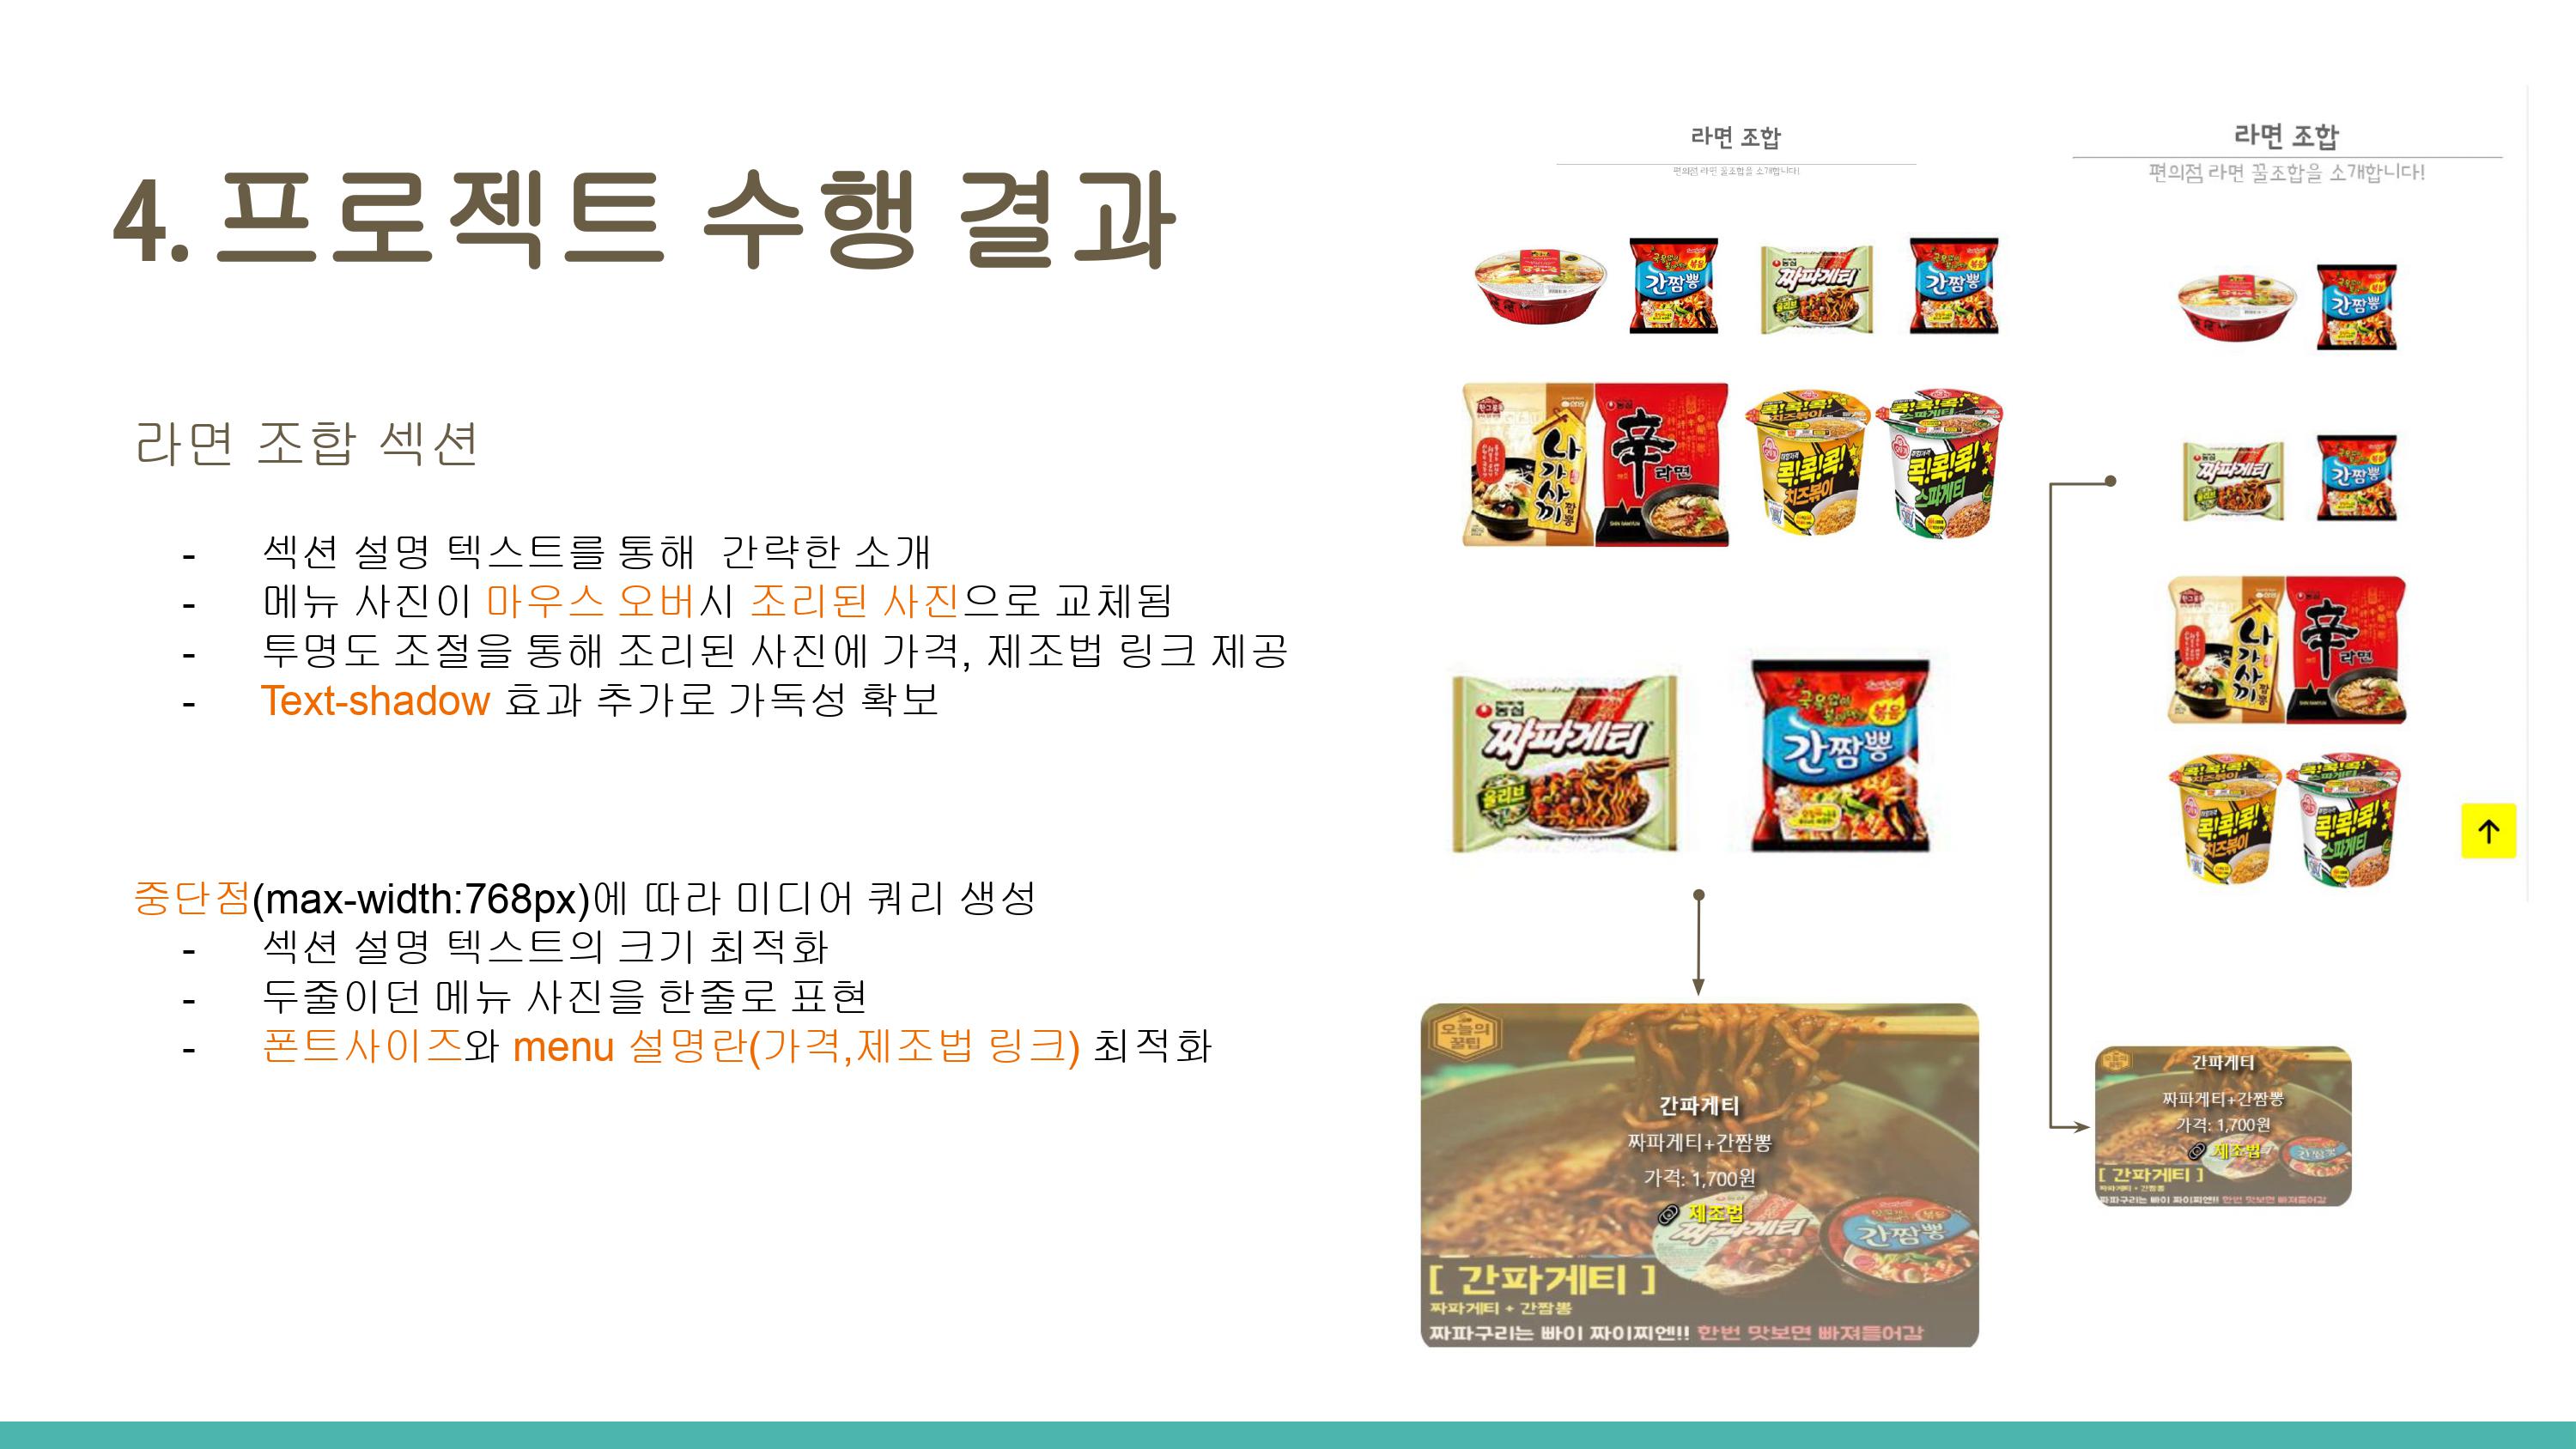 4. 프로젝트 수행 결과
라면 조합 섹션
- 섹션 설명 텍스트를 통해 간략한 소개
- 메뉴 사진이 마우스 오버시 조리된 사진으로 교체됨
- 투명도 조절을 통해 조리된 사진에 가격, 제조법 링크 제공
- Text-shadow 효과 추가로 가독성 확보
중단점(max-width:768px)에 따라 미디어 쿼리 생성
- 섹션 설명 텍스트의 크기 최적화
- 두줄이던 메뉴 사진을 한줄로 표현
- 폰트사이즈와 menu 설명란(가격,제조법 링크) 최적화
라면 조합
편의점 라면 꿀조합을 소개합니다!
간짬뽕
짜파게티
간짬뽕
나가사끼 짬뽕
辛 라면
콕!콕!콕! 치즈볶이
콕!콕!콕! 스파게티
농심
짜파게티
올리브
간짬뽕
볶음
오늘의 꿀팁
간파게티
짜파게티+간짬뽕
가격: 1,700원
제조법
짜파게티
간짬뽕
[ 간파게티 ]
짜파게티 + 간짬뽕
짜파구리는 빠이 짜이찌엔!! 한번 맛보면 빠져들어감
라면 조합
편의점 라면 꿀조합을 소개합니다!
간짬뽕
짜파게티
간짬뽕
나가사끼 짬뽕
辛 라면
콕!콕!콕! 치즈볶이
콕!콕!콕! 스파게티
간파게티
짜파게티+간짬뽕
가격: 1,700원
제조법
간짬뽕
[ 간파게티 ]
짜파게티 + 간짬뽕
짜파구리는 빠이 짜이찌엔!! 한번 맛보면 빠져들어감